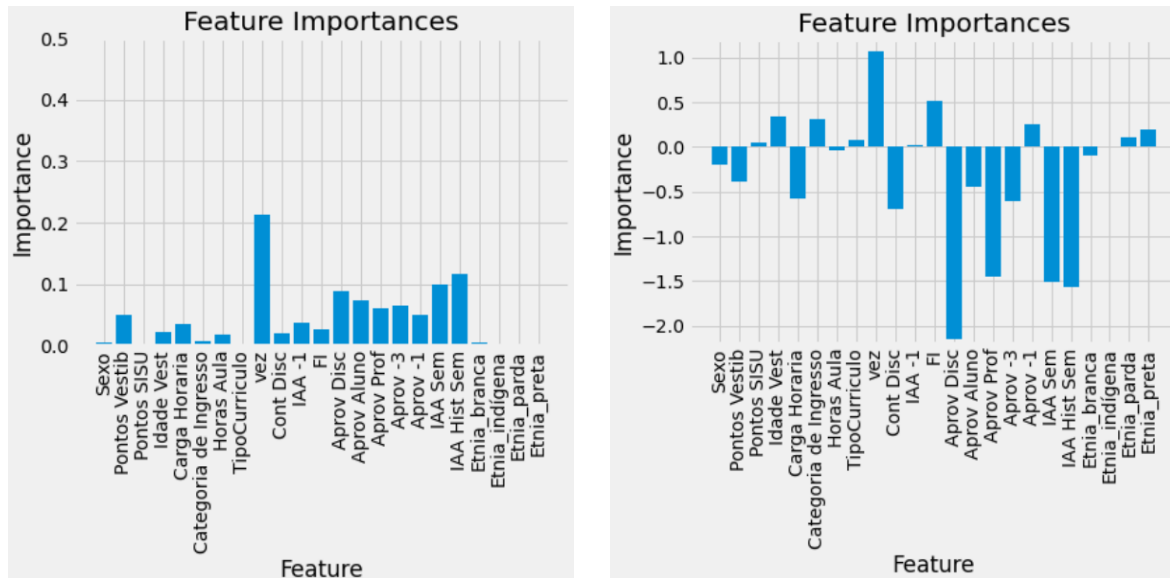 Feature Importances
0.5
0.4
0.3
0.2
0.1
0.0
Importance
Sexo
Pontos Vestib
Pontos SISU
Idade Vest
Carga Horaria
Categoria de Ingresso
Horas Aula
TipoCurriculo
vez
Cont Disc
IAA -1
FI
Aprov Disc
Aprov Aluno
Aprov Prof
Aprov -3
Aprov -1
IAA Sem
IAA Hist Sem
Etnia_branca
Etnia_indígena
Etnia_parda
Etnia_preta
Feature
Feature Importances
1.0
0.5
0.0
−0.5
−1.0
−1.5
−2.0
Importance
Sexo
Pontos Vestib
Pontos SISU
Idade Vest
Carga Horaria
Categoria de Ingresso
Horas Aula
TipoCurriculo
vez
Cont Disc
IAA -1
FI
Aprov Disc
Aprov Aluno
Aprov Prof
Aprov -3
Aprov -1
IAA Sem
IAA Hist Sem
Etnia_branca
Etnia_indígena
Etnia_parda
Etnia_preta
Feature